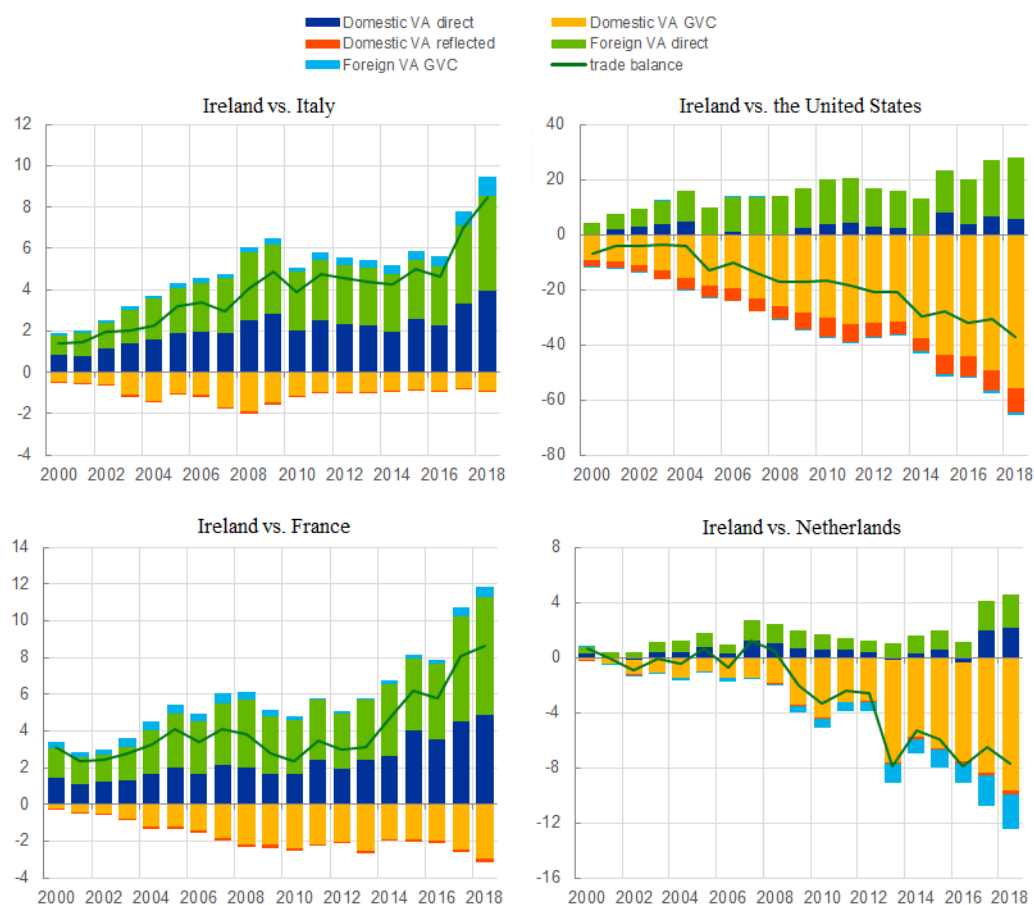 Domestic VA direct
Domestic VA GVC
Domestic VA reflected
Foreign VA direct
Foreign VA GVC
trade balance
Ireland vs. Italy
12
10
8
6
4
2
0
-2
-4
2000 2002 2004 2006 2008 2010 2012 2014 2016 2018
Ireland vs. the United States
40
20
0
-20
-40
-60
-80
2000 2002 2004 2006 2008 2010 2012 2014 2016 2018
Ireland vs. France
14
12
10
8
6
4
2
0
-2
-4
2000 2002 2004 2006 2008 2010 2012 2014 2016 2018
Ireland vs. Netherlands
8
4
0
-4
-8
-12
-16
2000 2002 2004 2006 2008 2010 2012 2014 2016 2018